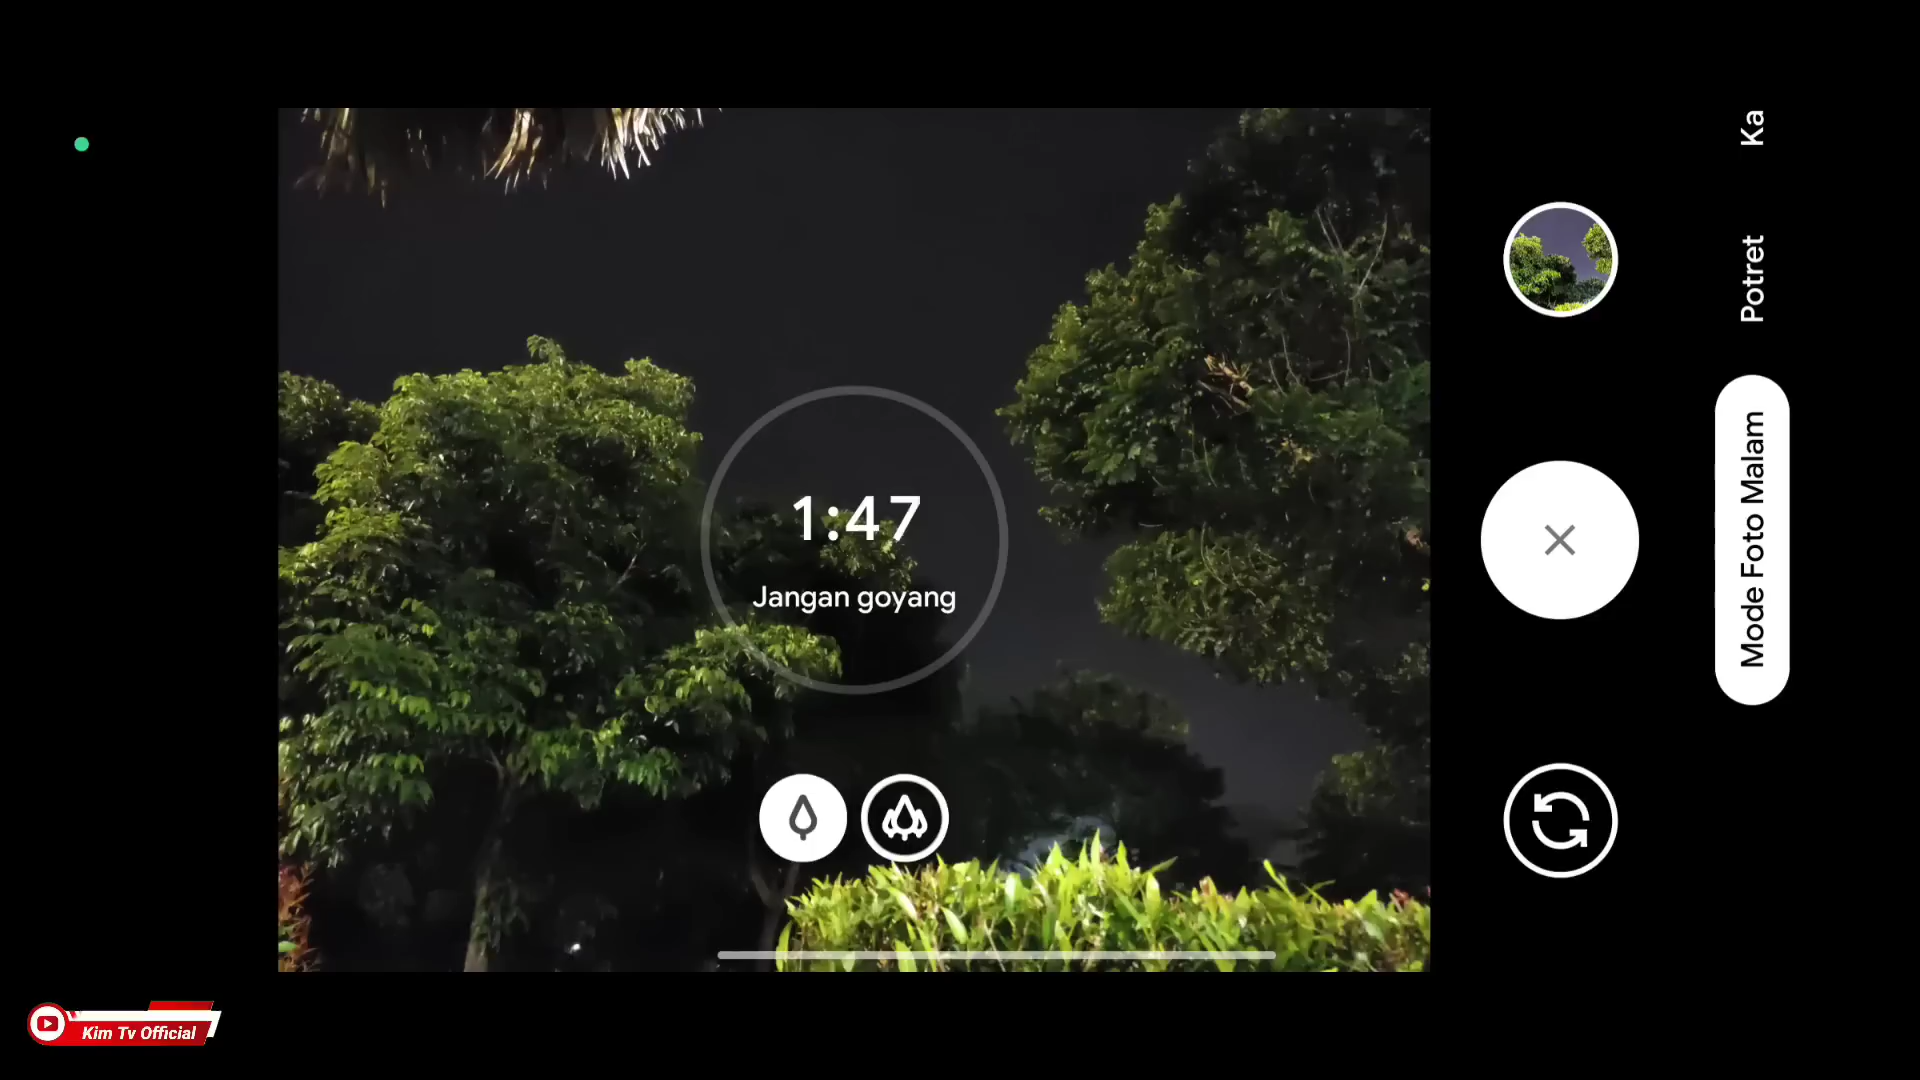 Ka
Potret
Mode Foto Malam
1:47
Jangan goyang
Kim Tv Official